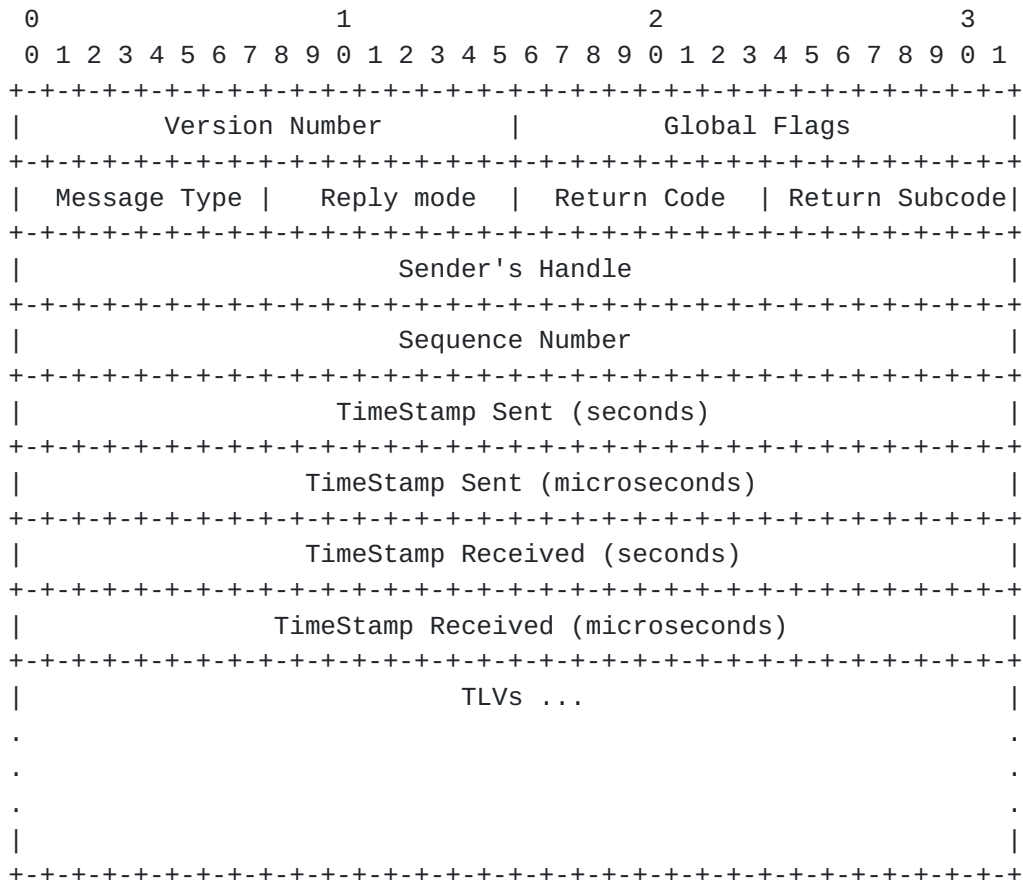 0                   1                   2                   3
 0 1 2 3 4 5 6 7 8 9 0 1 2 3 4 5 6 7 8 9 0 1 2 3 4 5 6 7 8 9 0 1
+-+-+-+-+-+-+-+-+-+-+-+-+-+-+-+-+-+-+-+-+-+-+-+-+-+-+-+-+-+-+-+-+
|         Version Number        |         Global Flags          |
+-+-+-+-+-+-+-+-+-+-+-+-+-+-+-+-+-+-+-+-+-+-+-+-+-+-+-+-+-+-+-+-+
|  Message Type |   Reply mode  |  Return Code  | Return Subcode|
+-+-+-+-+-+-+-+-+-+-+-+-+-+-+-+-+-+-+-+-+-+-+-+-+-+-+-+-+-+-+-+-+
|                        Sender's Handle                        |
+-+-+-+-+-+-+-+-+-+-+-+-+-+-+-+-+-+-+-+-+-+-+-+-+-+-+-+-+-+-+-+-+
|                        Sequence Number                        |
+-+-+-+-+-+-+-+-+-+-+-+-+-+-+-+-+-+-+-+-+-+-+-+-+-+-+-+-+-+-+-+-+
|                    TimeStamp Sent (seconds)                   |
+-+-+-+-+-+-+-+-+-+-+-+-+-+-+-+-+-+-+-+-+-+-+-+-+-+-+-+-+-+-+-+-+
|                  TimeStamp Sent (microseconds)                |
+-+-+-+-+-+-+-+-+-+-+-+-+-+-+-+-+-+-+-+-+-+-+-+-+-+-+-+-+-+-+-+-+
|                  TimeStamp Received (seconds)                 |
+-+-+-+-+-+-+-+-+-+-+-+-+-+-+-+-+-+-+-+-+-+-+-+-+-+-+-+-+-+-+-+-+
|                TimeStamp Received (microseconds)              |
+-+-+-+-+-+-+-+-+-+-+-+-+-+-+-+-+-+-+-+-+-+-+-+-+-+-+-+-+-+-+-+-+
|                            TLVs ...                           |
.                                                               .
.                                                               .
.                                                               .
|                                                               |
+-+-+-+-+-+-+-+-+-+-+-+-+-+-+-+-+-+-+-+-+-+-+-+-+-+-+-+-+-+-+-+-+